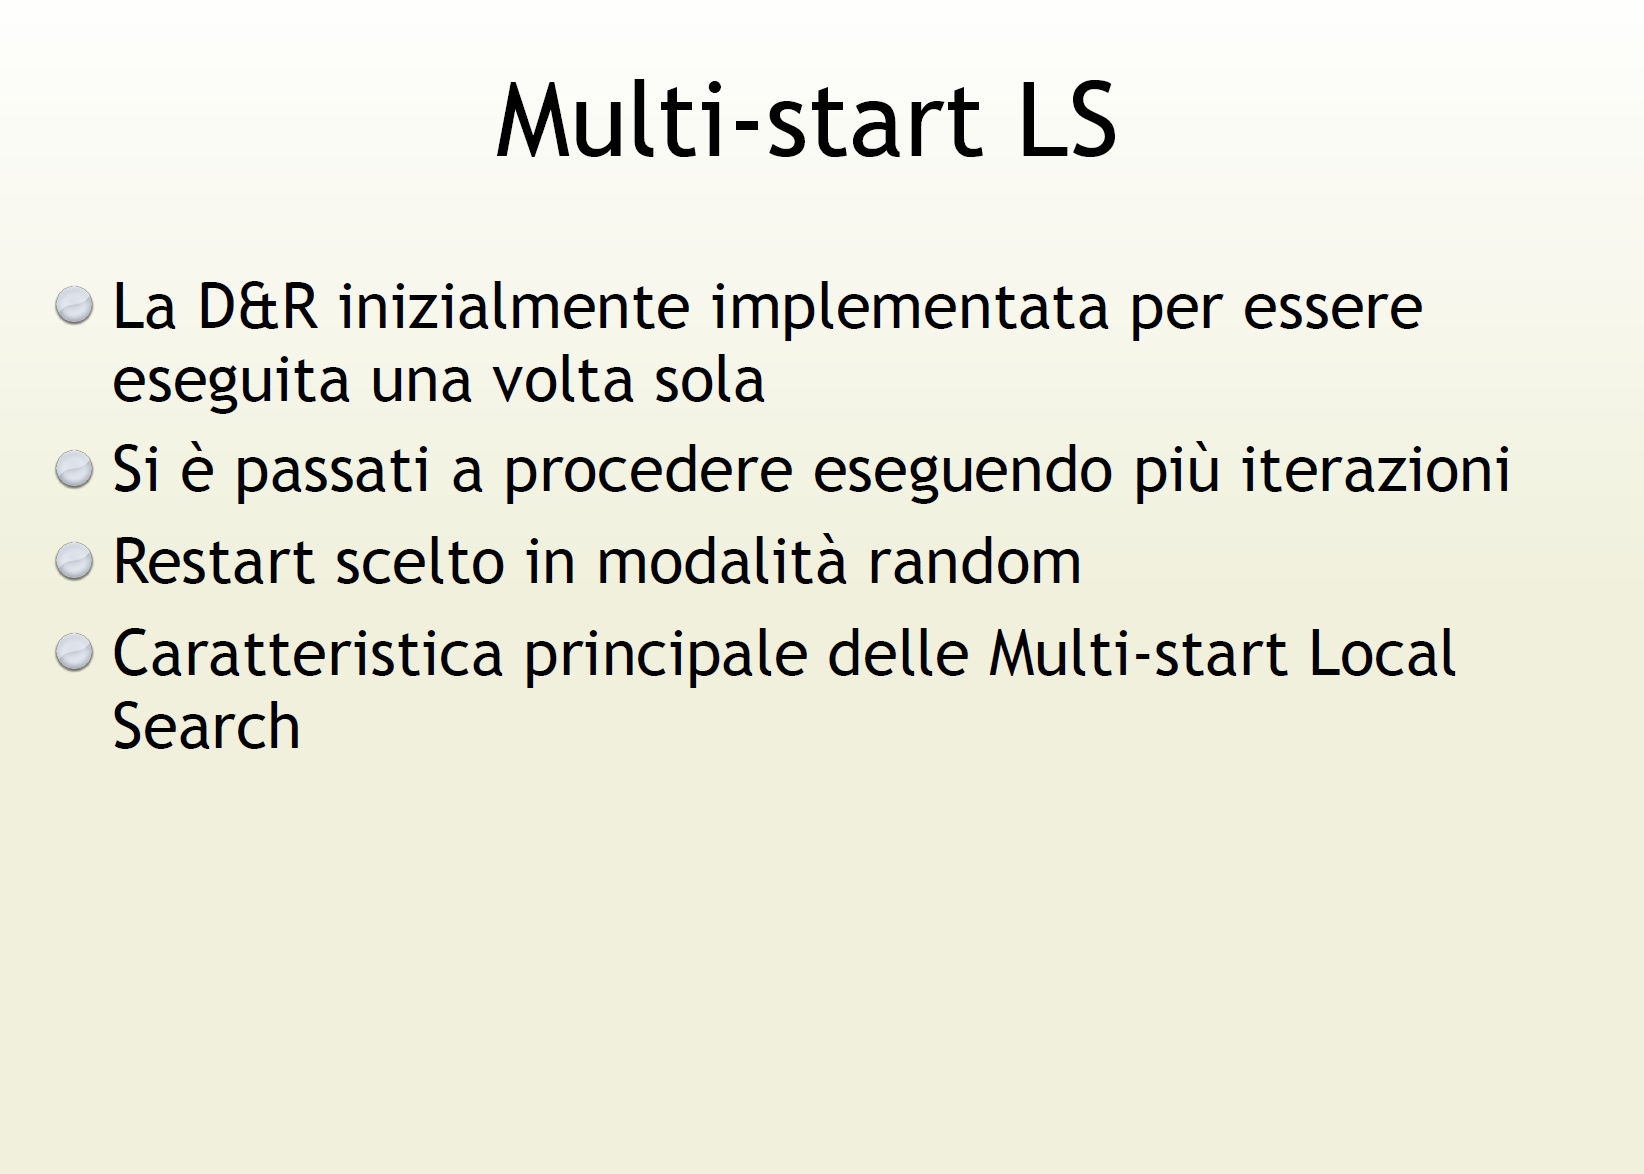 Multi-start LS
La D&R inizialmente implementata per essere
eseguita una volta sola
Si è passati a procedere eseguendo più iterazioni
Restart scelto in modalità random
Caratteristica principale delle Multi-start Local
Search